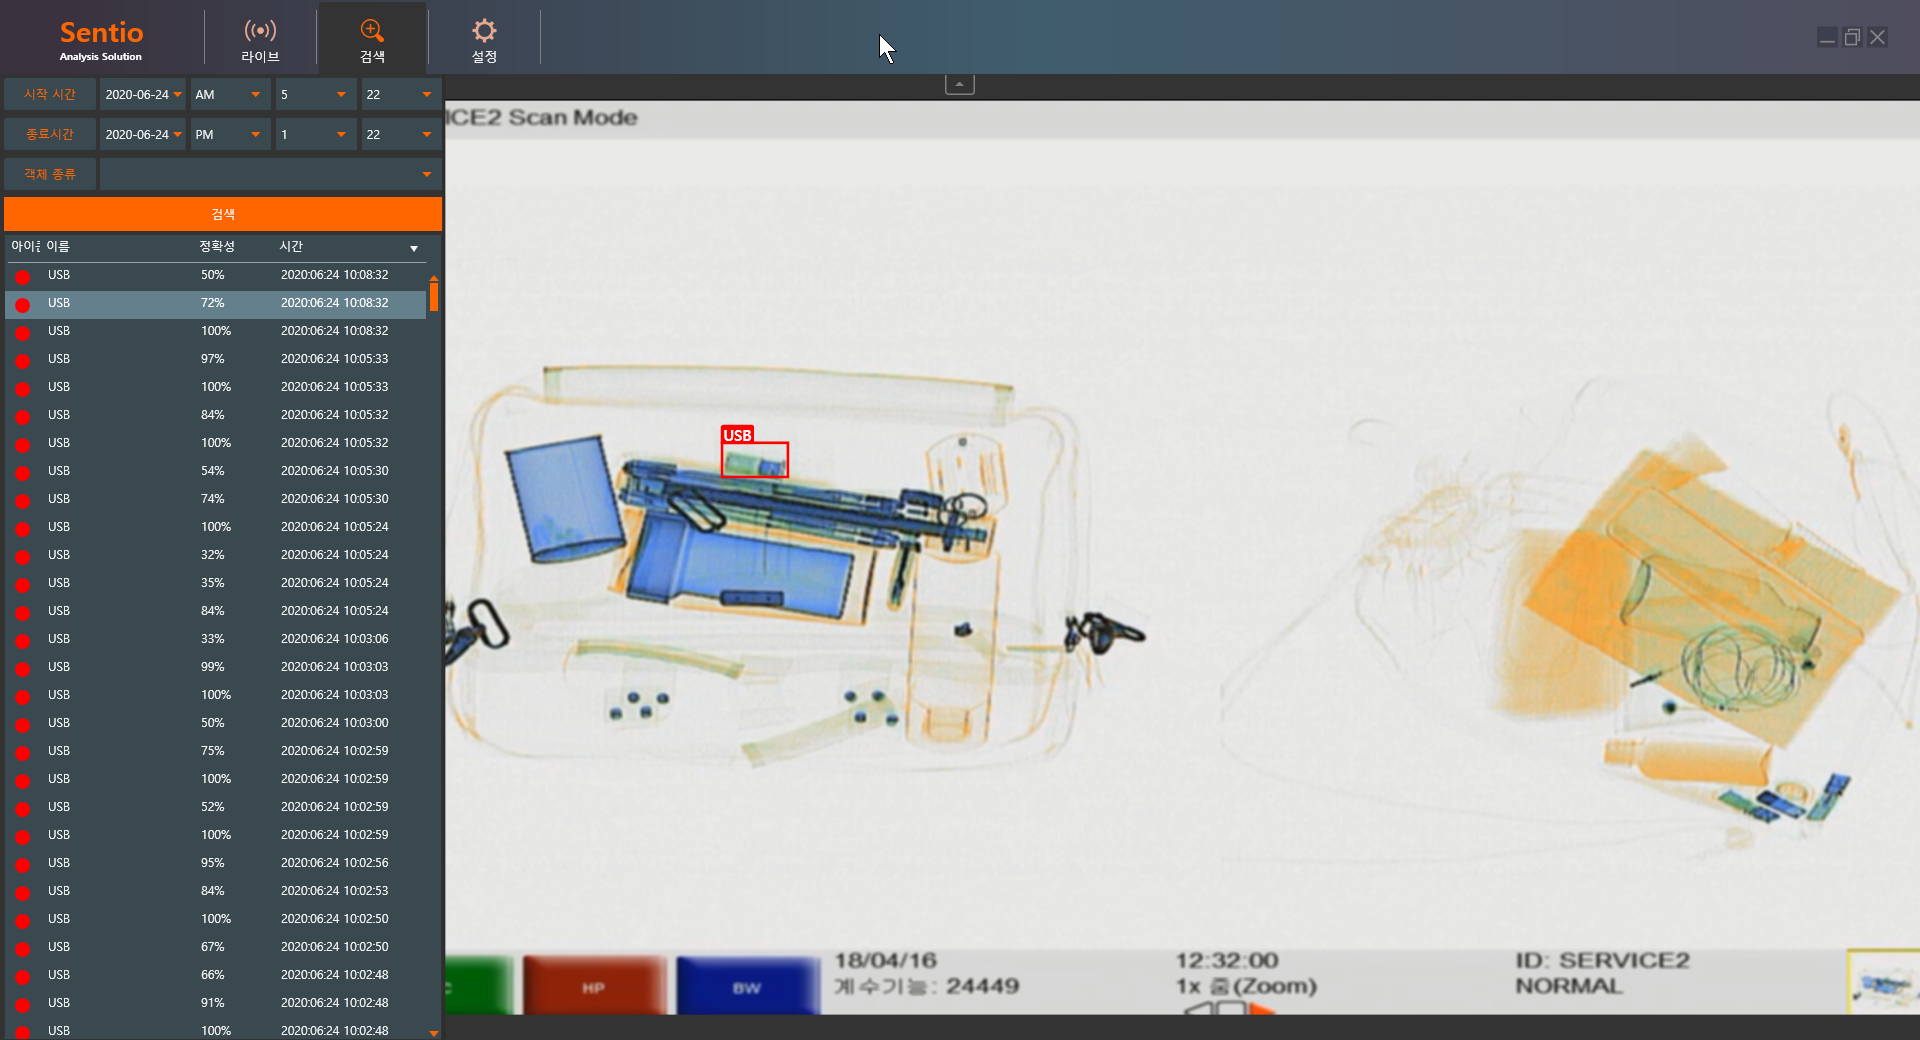 Sentio
Analysis Solution
라이브
검색
설정
시작 시간 2020-06-24 AM 5 22
종료시간 2020-06-24 PM 1 22
객체 종류
검색
이름 정확성 시간
USB 50% 2020:06:24 10:08:32
USB 72% 2020:06:24 10:08:32
USB 100% 2020:06:24 10:08:32
USB 97% 2020:06:24 10:05:33
USB 100% 2020:06:24 10:05:33
USB 84% 2020:06:24 10:05:32
USB 100% 2020:06:24 10:05:32
USB 54% 2020:06:24 10:05:30
USB 74% 2020:06:24 10:05:30
USB 100% 2020:06:24 10:05:24
USB 32% 2020:06:24 10:05:24
USB 35% 2020:06:24 10:05:24
USB 84% 2020:06:24 10:05:24
USB 33% 2020:06:24 10:03:06
USB 99% 2020:06:24 10:03:03
USB 100% 2020:06:24 10:03:03
USB 50% 2020:06:24 10:03:00
USB 75% 2020:06:24 10:02:59
USB 100% 2020:06:24 10:02:59
USB 52% 2020:06:24 10:02:59
USB 100% 2020:06:24 10:02:59
USB 95% 2020:06:24 10:02:56
USB 84% 2020:06:24 10:02:53
USB 100% 2020:06:24 10:02:50
USB 67% 2020:06:24 10:02:50
USB 66% 2020:06:24 10:02:48
USB 91% 2020:06:24 10:02:48
USB 100% 2020:06:24 10:02:48
ICE2 Scan Mode
USB
C
HP
BW
18/04/16 12:32:00 ID: SERVICE2
계수기능: 24449 1x 줌(Zoom) NORMAL